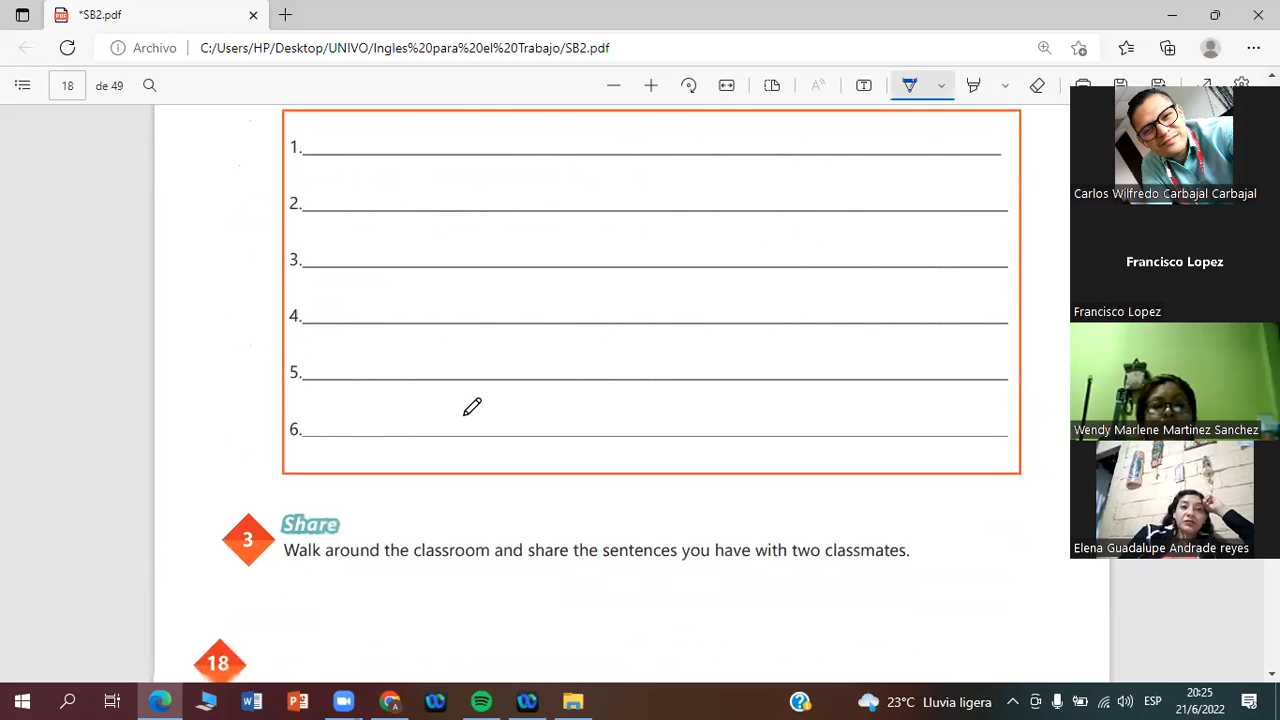 *SB2.pdf
Archivo
C:/Users/HP/Desktop/UNIVO/Ingles%20para%20el%20Trabajo/SB2.pdf
18 de 49
1.
2.
3.
4.
5.
6.
3
Share
Walk around the classroom and share the sentences you have with two classmates.
18
Carlos Wilfredo Carbajal Carbajal
Francisco Lopez
Francisco Lopez
Wendy Marlene Martinez Sanchez
Elena Guadalupe Andrade reyes
23°C Lluvia ligera
ESP
20:25
21/6/2022